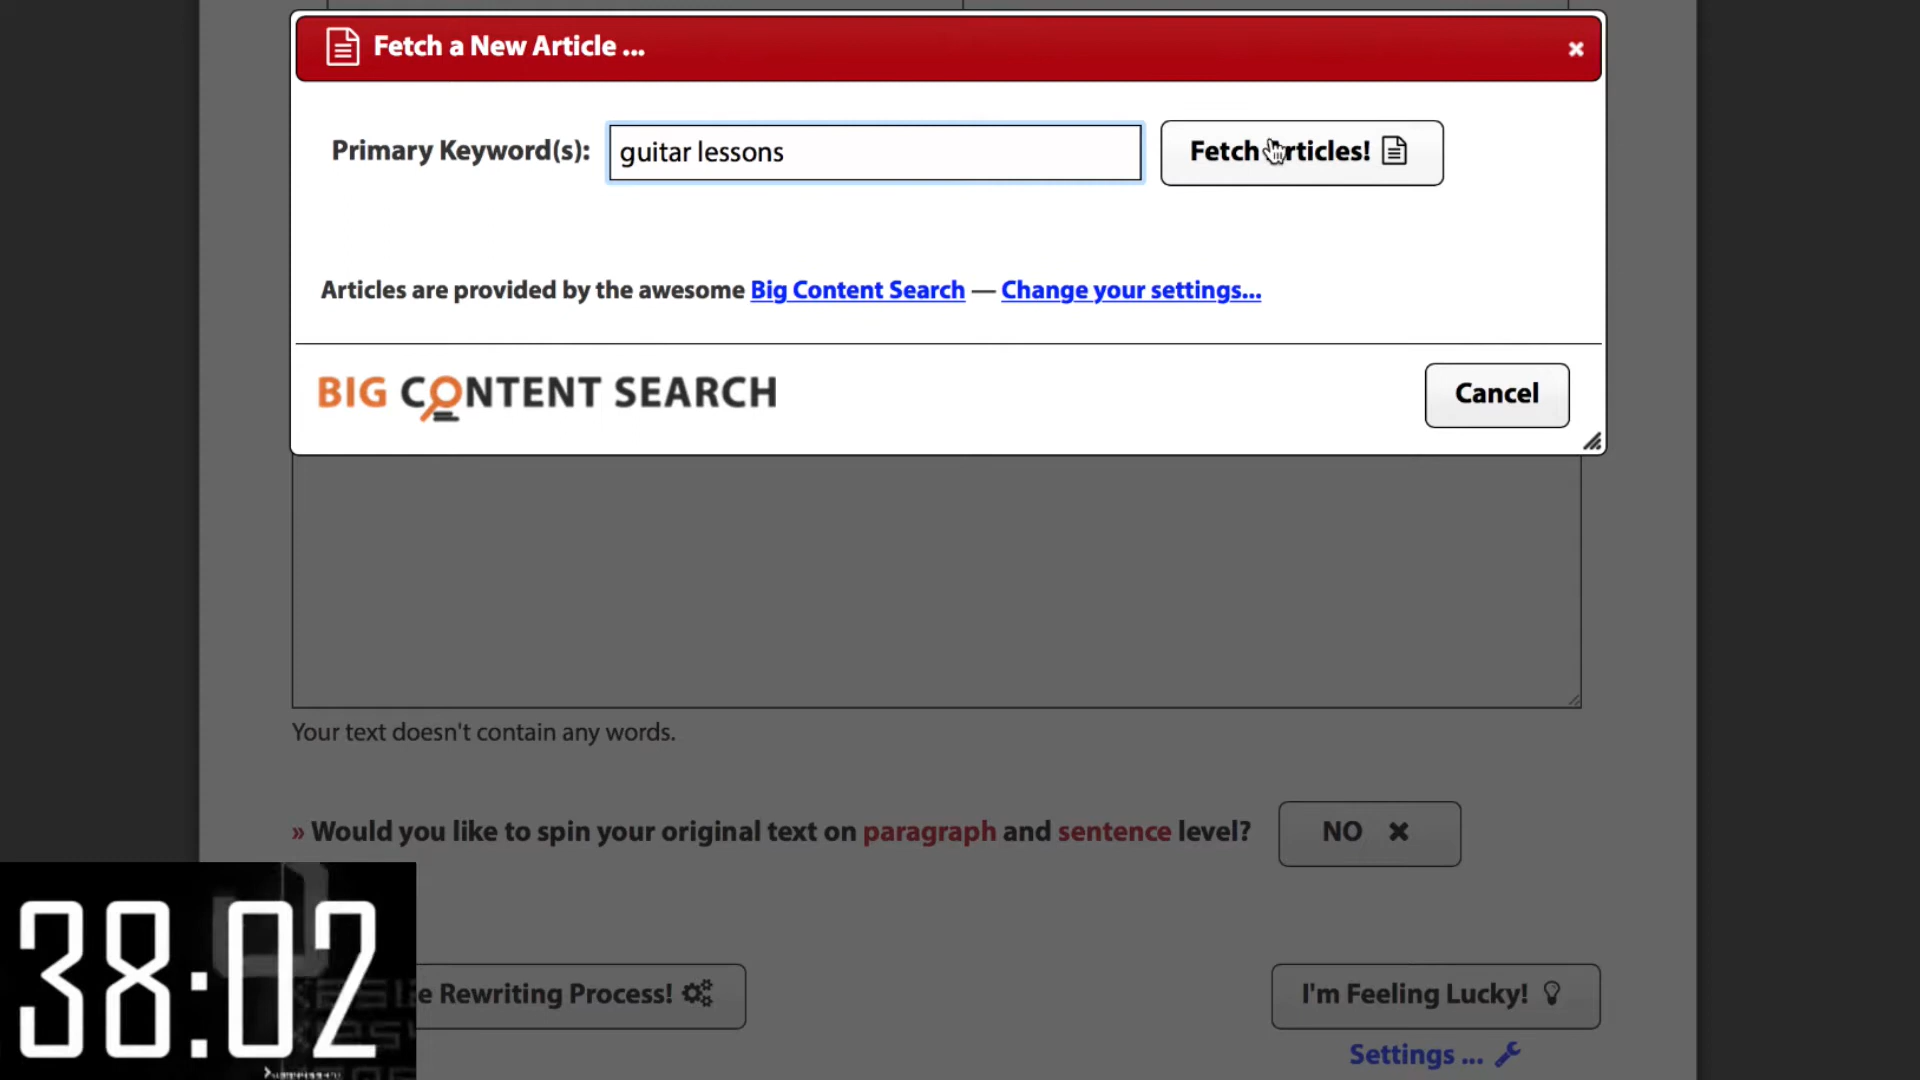 Fetch a New Article ...
Primary Keyword(s): guitar lessons Fetch Articles!
Articles are provided by the awesome Big Content Search — Change your settings...
BIG CONTENT SEARCH Cancel
Your text doesn't contain any words.
» Would you like to spin your original text on paragraph and sentence level? NO
38:02
e Rewriting Process! I'm Feeling Lucky!
Settings ...